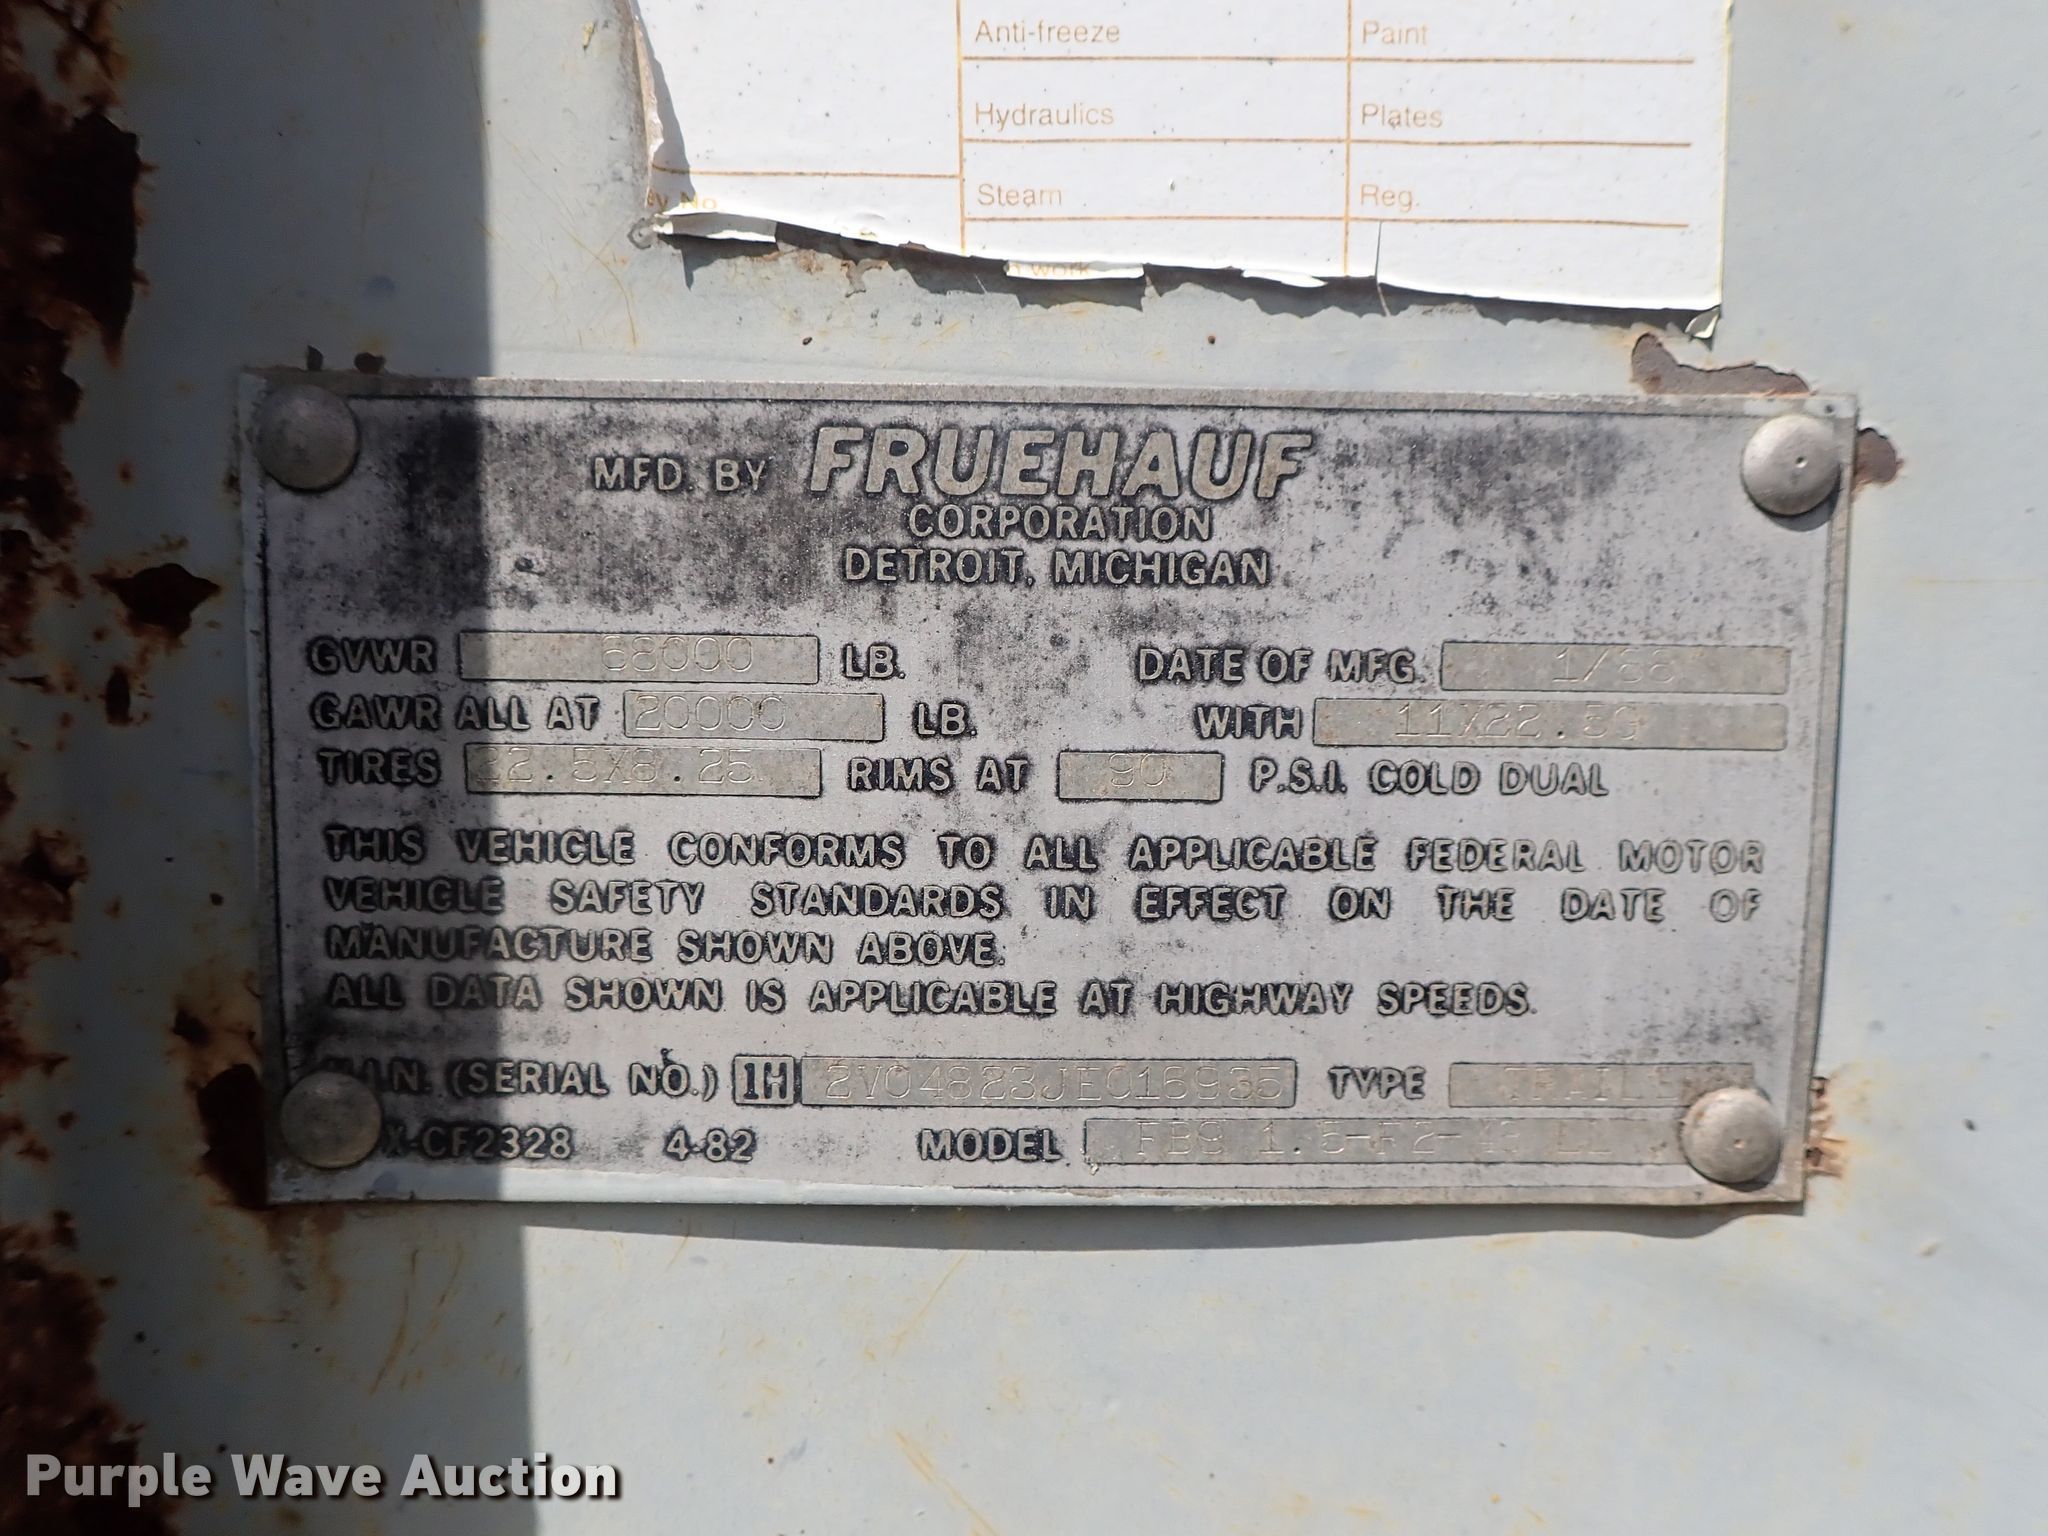 Anti-freeze Paint
Hydraulics Plates
Steam Reg.
No
work
MFD. BY FRUEHAUF
CORPORATION
DETROIT, MICHIGAN
GVWR 68000 LB. DATE OF MFG. 1/88
GAWR ALL AT 20000 LB. WITH 11X22.5G
TIRES 22.5X8.25 RIMS AT 90 P.S.I. COLD DUAL
THIS VEHICLE CONFORMS TO ALL APPLICABLE FEDERAL MOTOR
VEHICLE SAFETY STANDARDS IN EFFECT ON THE DATE OF
MANUFACTURE SHOWN ABOVE.
ALL DATA SHOWN IS APPLICABLE AT HIGHWAY SPEEDS.
V.I.N. (SERIAL NO.) 1H 2V04823JE016935 TYPE TRAILER
X-CF2328 4-82 MODEL FB9
Purple Wave Auction